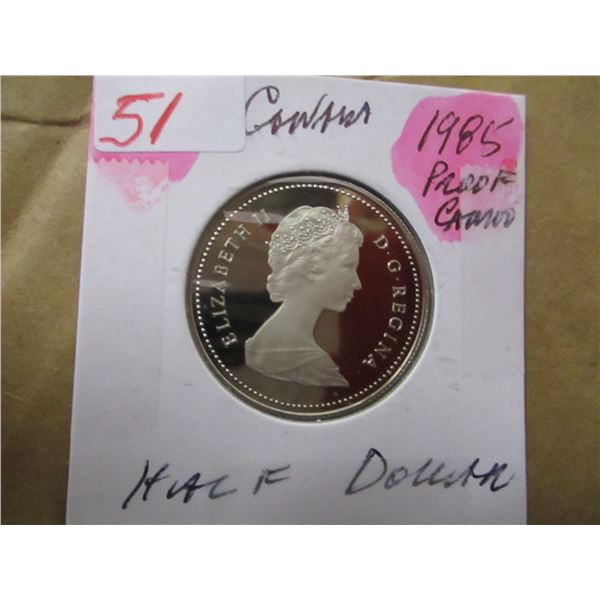 51
Canada
1985
Proof
Cameo
ELIZABETH II D·G·REGINA
Half Dollar